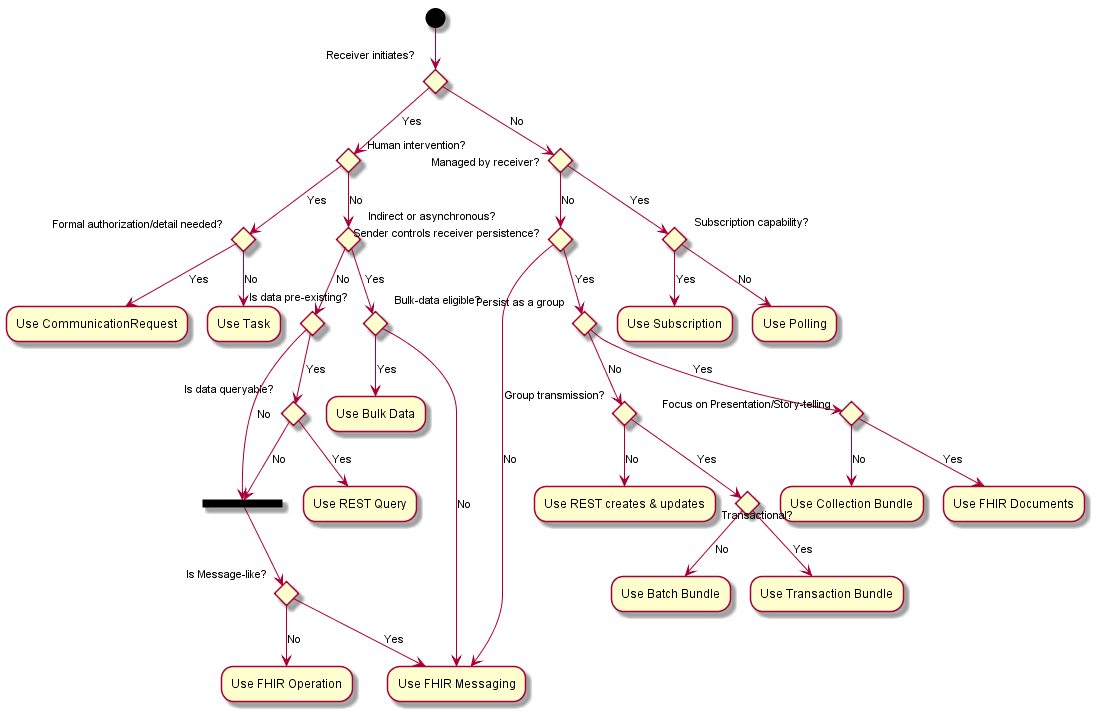 Receiver initiates?
Yes
No
Human intervention?
Managed by receiver?
Yes
No
No
Yes
Formal authorization/detail needed?
Indirect or asynchronous?
Sender controls receiver persistence?
Subscription capability?
Yes
No
No
Yes
Yes
Yes
No
Is data pre-existing?
Bulk-data eligible?
Persist as a group
Use CommunicationRequest
Use Task
Use Subscription
Use Polling
Yes
Yes
No
Yes
Is data queryable?
Group transmission?
Focus on Presentation/Story-telling
No
Use Bulk Data
No
Yes
No
No
Yes
No
Yes
Use REST Query
No
Use REST creates & updates
Transactional?
Use Collection Bundle
Use FHIR Documents
No
Yes
Is Message-like?
Use Batch Bundle
Use Transaction Bundle
No
Yes
Use FHIR Operation
Use FHIR Messaging